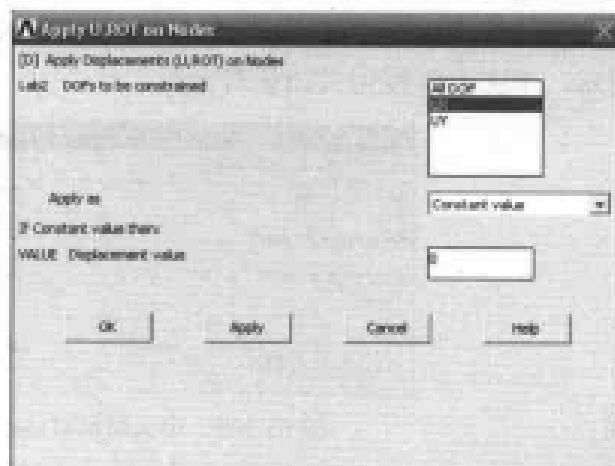 Apply U,ROT on Nodes
[D] Apply Displacements (U,ROT) on Nodes
Lab2 DOFs to be constrained
All DOF
UY
Apply as
Constant value
If Constant value then:
VALUE Displacement value
0
OK
Apply
Cancel
Help